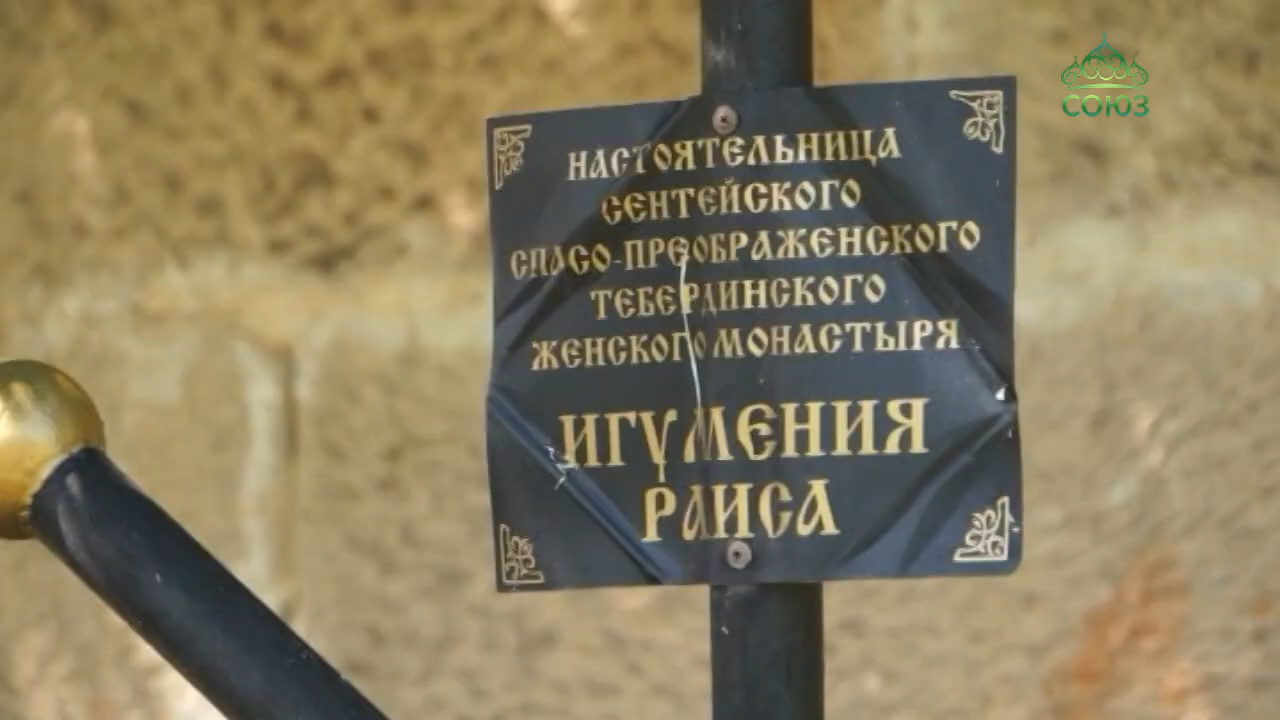 СОЮЗ
НАСТОЯТЕЛЬНИЦА
СЕНТЕЙСКОГО
СПАСО-ПРЕОБРАЖЕНСКОГО
ТЕБЕРДИНСКОГО
ЖЕНСКОГО МОНАСТЫРЯ
ИГУМЕНИЯ
РАИСА